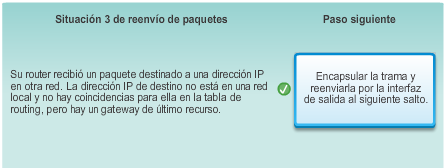 Situación 3 de reenvío de paquetes
Paso siguiente
Su router recibió un paquete destinado a una dirección IP
en otra red. La dirección IP de destino no está en una red
local y no hay coincidencias para ella en la tabla de
routing, pero hay un gateway de último recurso.
Encapsular la trama y
reenviarla por la interfaz
de salida al siguiente salto.